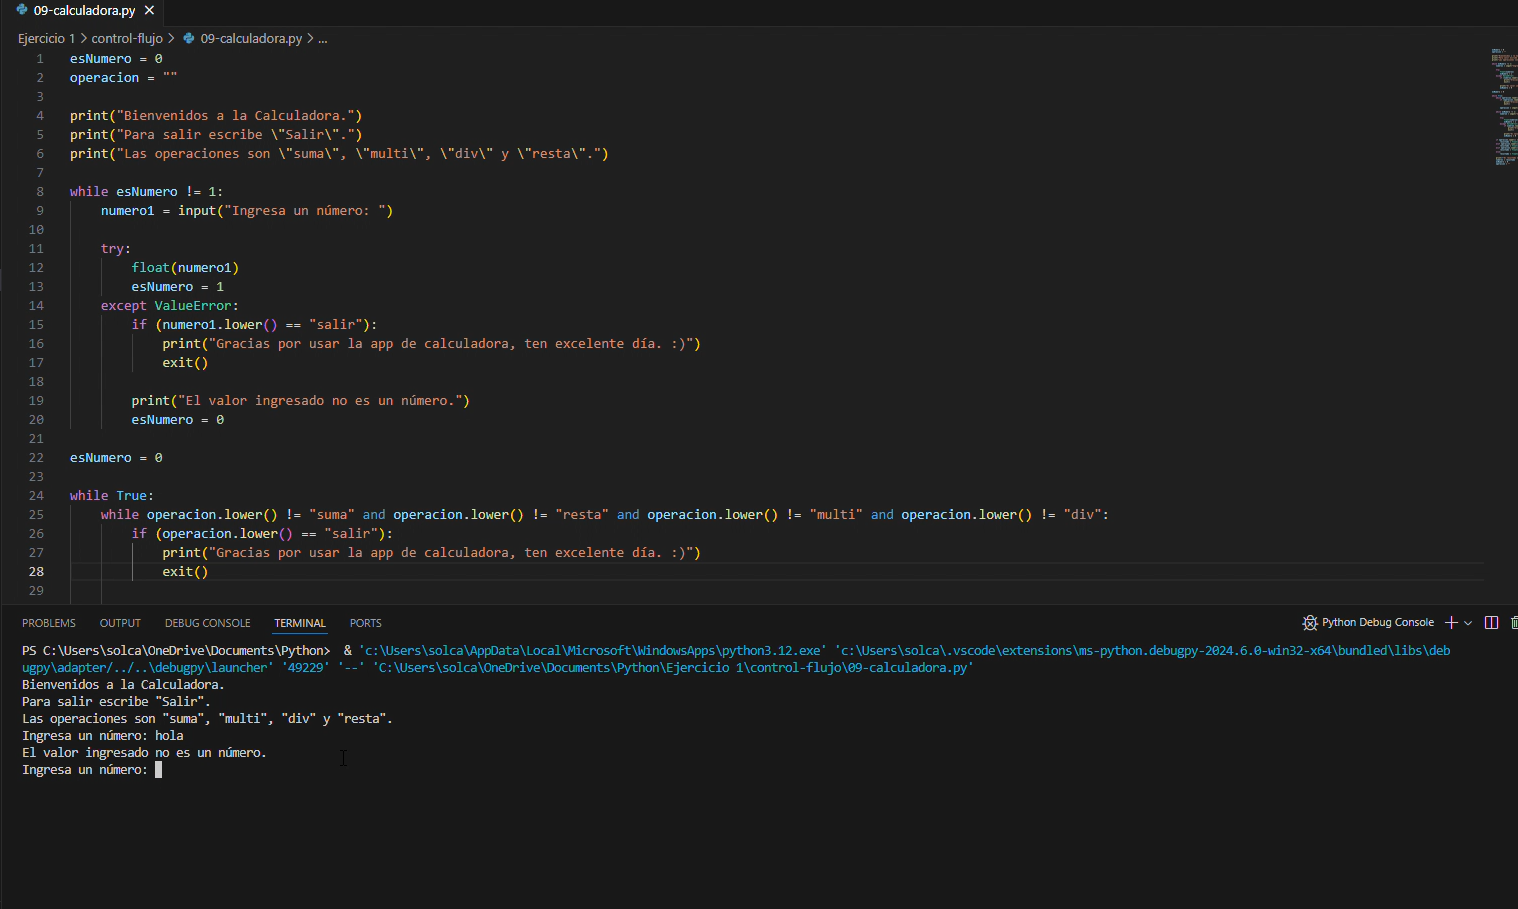 09-calculadora.py ×
Ejercicio 1 > control-flujo > 09-calculadora.py > ...
1 esNumero = 0
2 operacion = ""
3
4 print("Bienvenidos a la Calculadora.")
5 print("Para salir escribe \"Salir\".")
6 print("Las operaciones son \"suma\", \"multi\", \"div\" y \"resta\".")
7
8 while esNumero != 1:
9     numero1 = input("Ingresa un número: ")
10
11     try:
12         float(numero1)
13         esNumero = 1
14     except ValueError:
15         if (numero1.lower() == "salir"):
16             print("Gracias por usar la app de calculadora, ten excelente día. :)")
17             exit()
18
19         print("El valor ingresado no es un número.")
20         esNumero = 0
21
22 esNumero = 0
23
24 while True:
25     while operacion.lower() != "suma" and operacion.lower() != "resta" and operacion.lower() != "multi" and operacion.lower() != "div":
26         if (operacion.lower() == "salir"):
27             print("Gracias por usar la app de calculadora, ten excelente día. :)")
28             exit()
29
PROBLEMS OUTPUT DEBUG CONSOLE TERMINAL PORTS Python Debug Console
PS C:\Users\solca\OneDrive\Documents\Python>  & 'c:\Users\solca\AppData\Local\Microsoft\WindowsApps\python3.12.exe' 'c:\Users\solca\.vscode\extensions\ms-python.debugpy-2024.6.0-win32-x64\bundled\libs\deb
ugpy\adapter/../..\debugpy\launcher' '49229' '--' 'C:\Users\solca\OneDrive\Documents\Python\Ejercicio 1\control-flujo\09-calculadora.py'
Bienvenidos a la Calculadora.
Para salir escribe "Salir".
Las operaciones son "suma", "multi", "div" y "resta".
Ingresa un número: hola
El valor ingresado no es un número.
Ingresa un número: